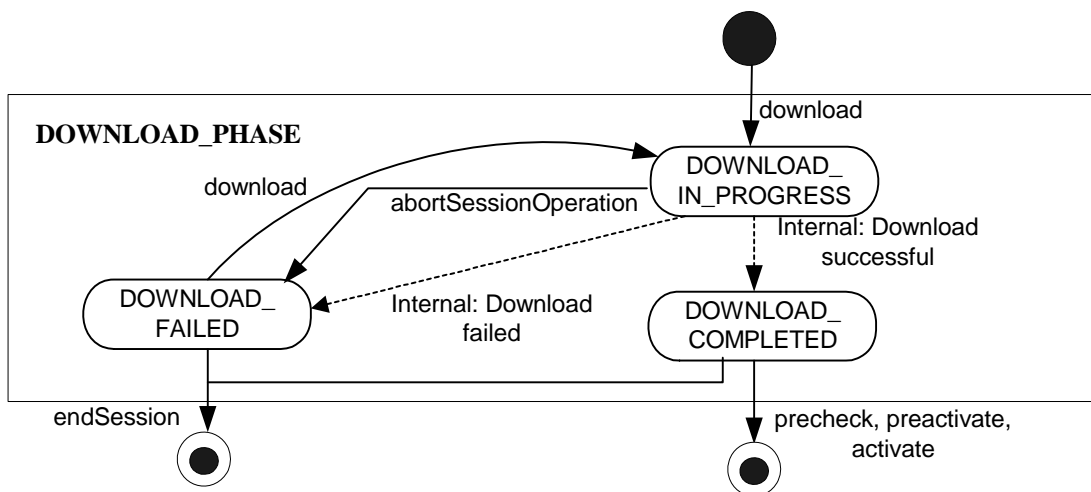 download
DOWNLOAD_PHASE
DOWNLOAD_
IN_PROGRESS
download
abortSessionOperation
Internal: Download
successful
DOWNLOAD_
FAILED
Internal: Download
failed
DOWNLOAD_
COMPLETED
endSession
precheck, preactivate,
activate